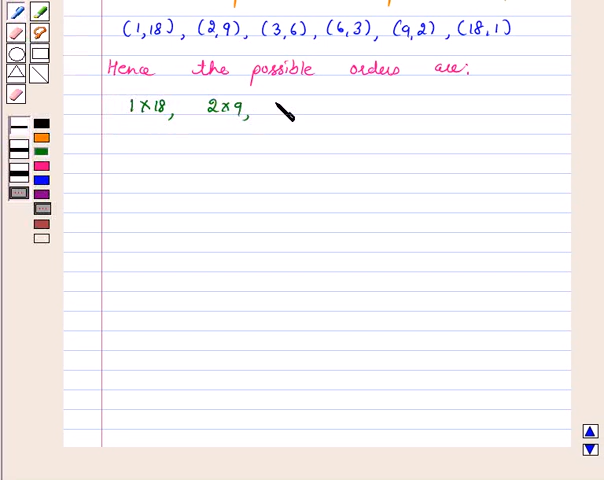 (1,18), (2,9), (3,6), (6,3), (9,2), (18,1)
Hence the possible orders are:
1×18, 2×9,